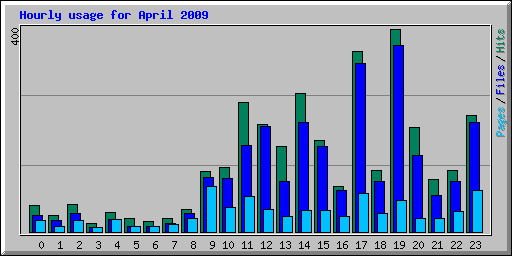 Hourly usage for April 2009
400
Pages / Files / Hits
0 1 2 3 4 5 6 7 8 9 10 11 12 13 14 15 16 17 18 19 20 21 22 23